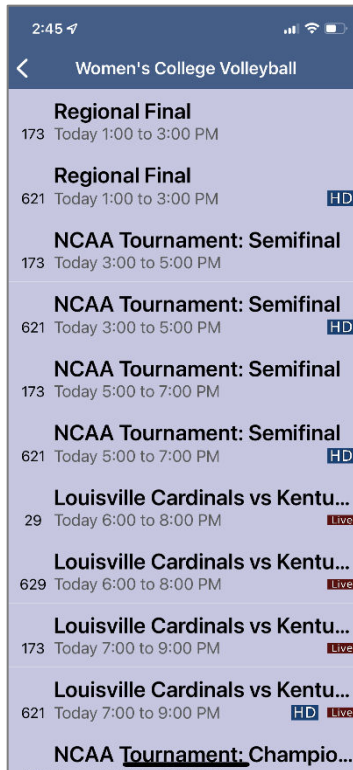 2:45
Women's College Volleyball
Regional Final
173 Today 1:00 to 3:00 PM
Regional Final
621 Today 1:00 to 3:00 PM HD
NCAA Tournament: Semifinal
173 Today 3:00 to 5:00 PM
NCAA Tournament: Semifinal
621 Today 3:00 to 5:00 PM HD
NCAA Tournament: Semifinal
173 Today 5:00 to 7:00 PM
NCAA Tournament: Semifinal
621 Today 5:00 to 7:00 PM HD
Louisville Cardinals vs Kentu...
29 Today 6:00 to 8:00 PM Live
Louisville Cardinals vs Kentu...
629 Today 6:00 to 8:00 PM Live
Louisville Cardinals vs Kentu...
173 Today 7:00 to 9:00 PM Live
Louisville Cardinals vs Kentu...
621 Today 7:00 to 9:00 PM HD Live
NCAA Tournament: Champio...